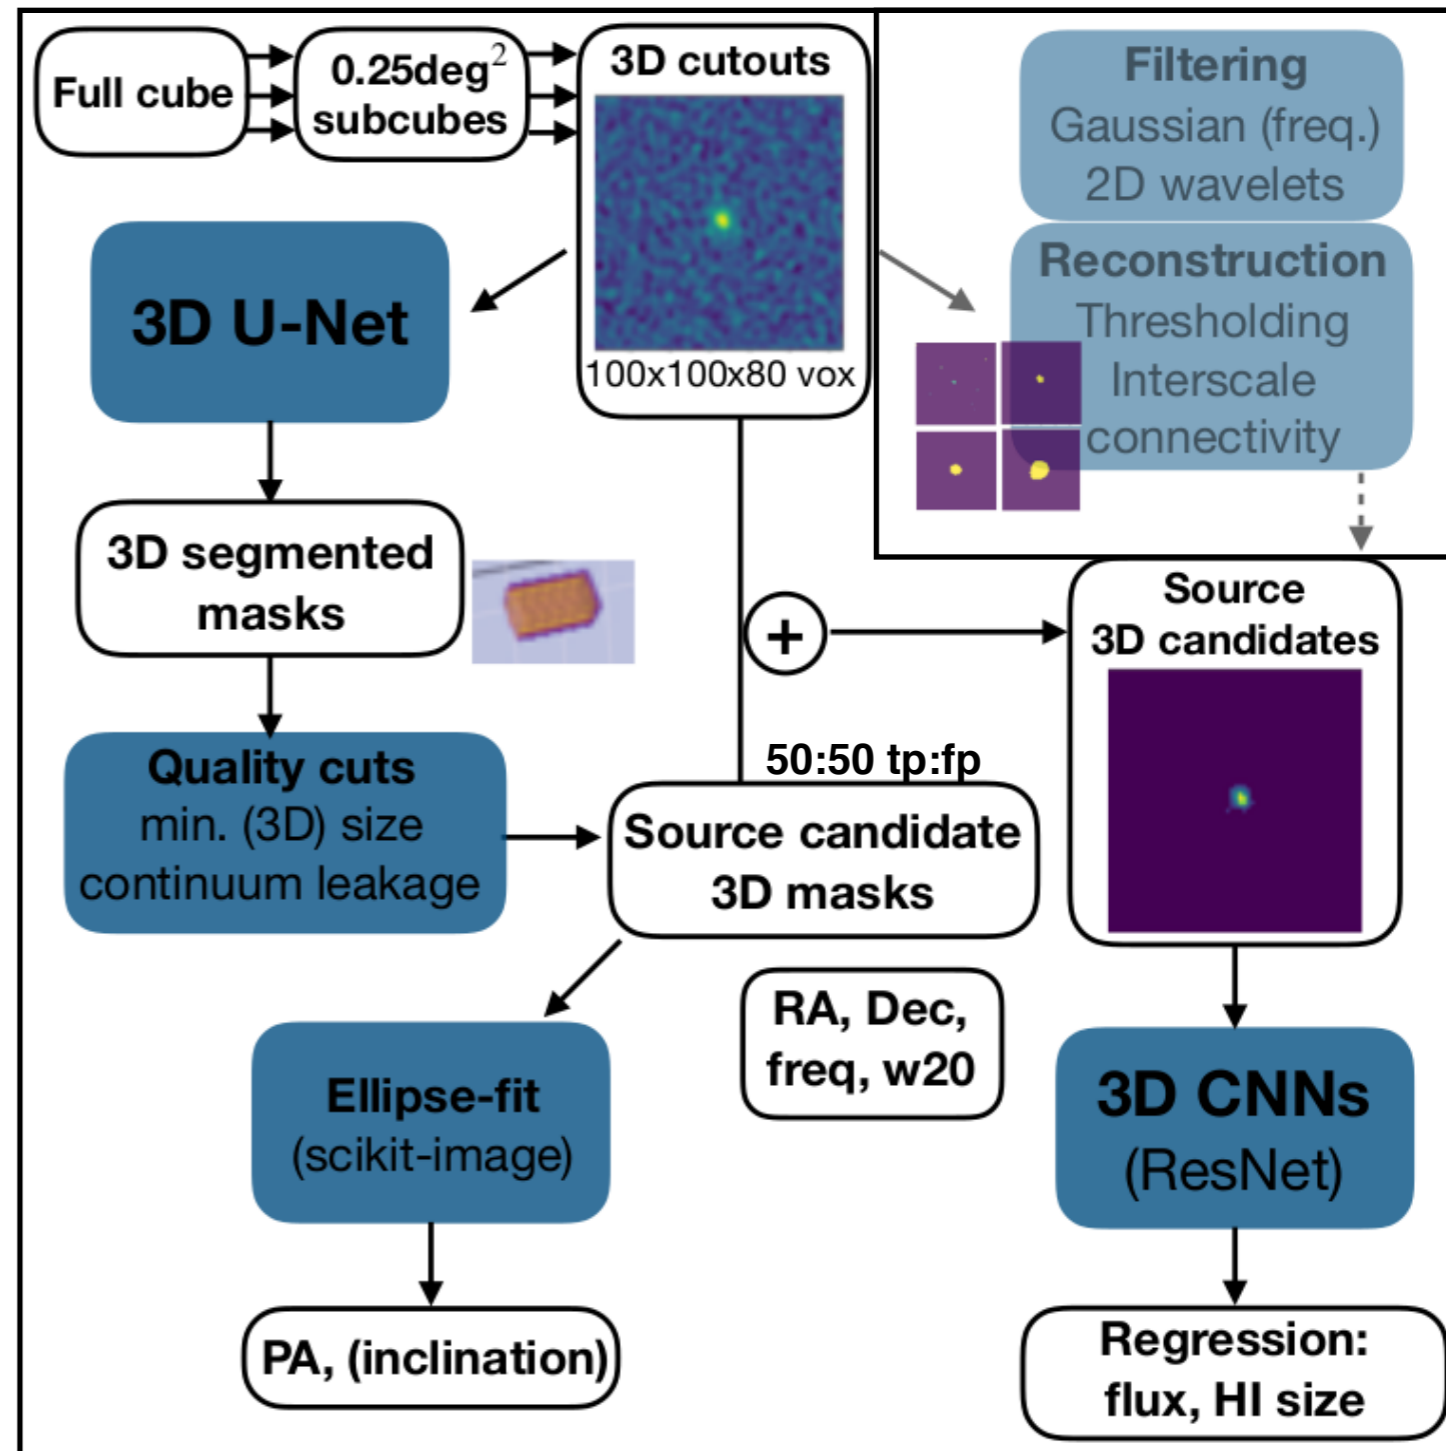 Full cube
0.25deg²
subcubes
3D cutouts
100x100x80 vox
Filtering
Gaussian (freq.)
2D wavelets
Reconstruction
Thresholding
Interscale
connectivity
3D U-Net
3D segmented
masks
Quality cuts
min. (3D) size
continuum leakage
+
50:50 tp:fp
Source candidate
3D masks
Source
3D candidates
RA, Dec,
freq, w20
Ellipse-fit
(scikit-image)
3D CNNs
(ResNet)
PA, (inclination)
Regression:
flux, HI size